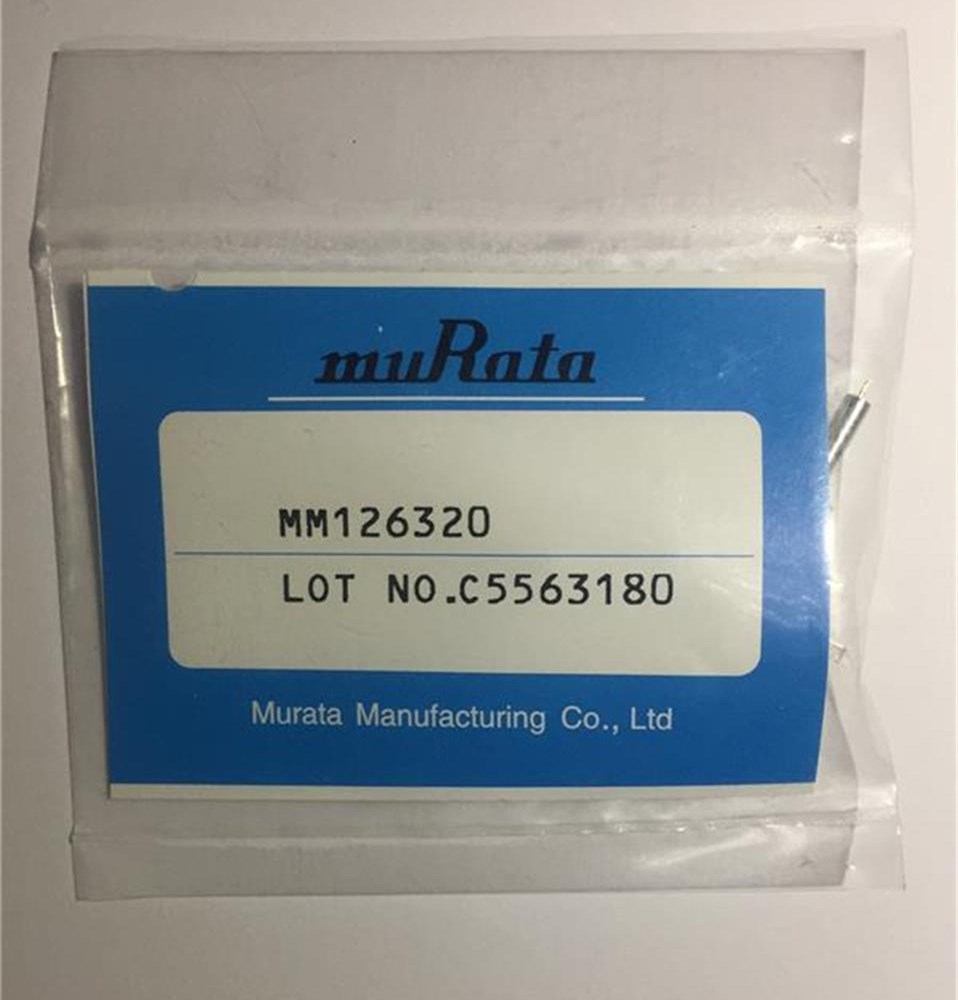 muRata
MM126320
LOT NO.C5563180
Murata Manufacturing Co., Ltd